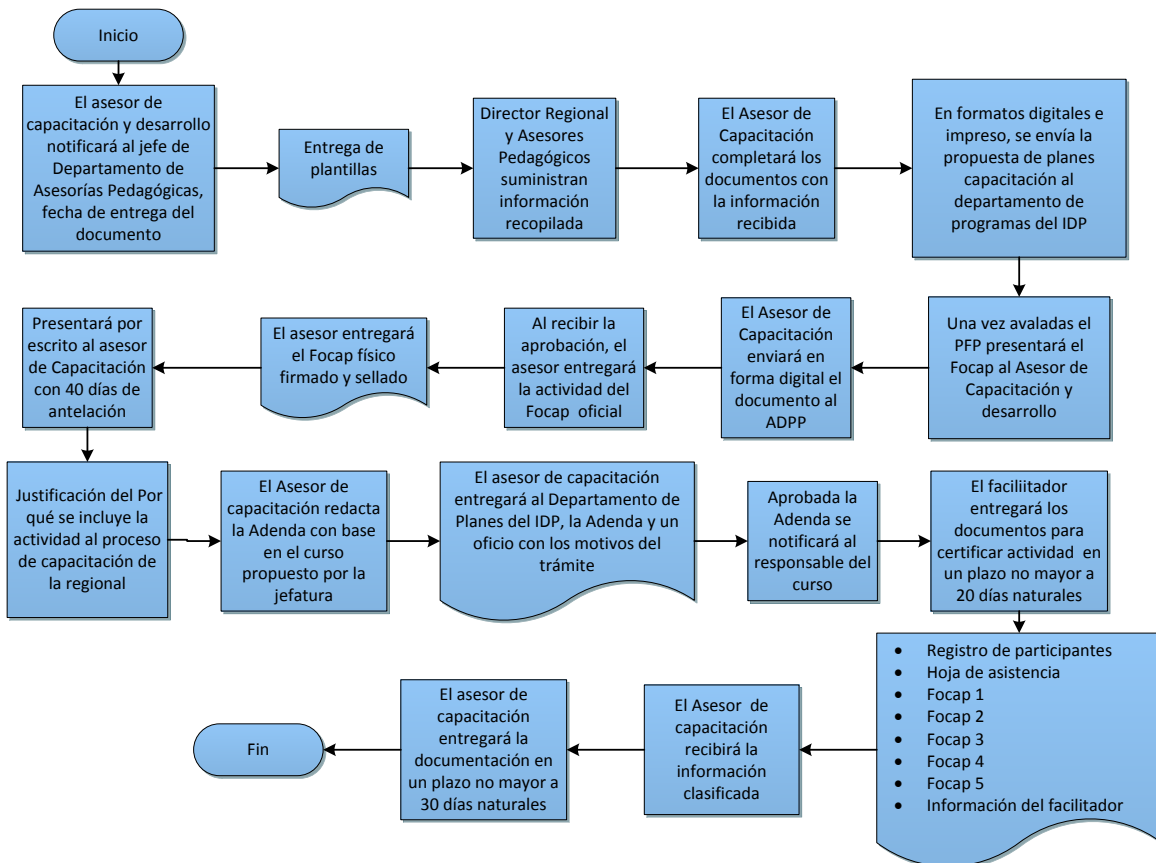 Inicio
El asesor de
capacitación y desarrollo
notificará al jefe de
Departamento de
Asesorías Pedagógicas,
fecha de entrega del
documento
Entrega de
plantillas
Director Regional
y Asesores
Pedagógicos
suministran
información
recopilada
El Asesor de
Capacitación
completará los
documentos con
la información
recibida
En formatos digitales e
impreso, se envía la
propuesta de planes
capacitación al
departamento de
programas del IDP
Una vez avaladas el
PFP presentará el
Focap al Asesor de
Capacitación y
desarrollo
El Asesor de
Capacitación
enviará en
forma digital el
documento al
ADPP
Al recibir la
aprobación, el
asesor entregará
la actividad del
Focap oficial
El asesor entregará
el Focap físico
firmado y sellado
Presentará por
escrito al asesor
de Capacitación
con 40 días de
antelación
Justificación del Por
qué se incluye la
actividad al proceso
de capacitación de
la regional
El Asesor de
capacitación redacta
la Adenda con base
en el curso
propuesto por la
jefatura
El asesor de capacitación
entregará al Departamento de
Planes del IDP, la Adenda y un
oficio con los motivos del
trámite
Aprobada la
Adenda se
notificará al
responsable del
curso
El faciliitador
entregará los
documentos para
certificar actividad en
un plazo no mayor a
20 días naturales
• Registro de participantes
• Hoja de asistencia
• Focap 1
• Focap 2
• Focap 3
• Focap 4
• Focap 5
• Información del facilitador
El Asesor de
capacitación
recibirá la
información
clasificada
El asesor de
capacitación
entregará la
documentación en
un plazo no mayor a
30 días naturales
Fin